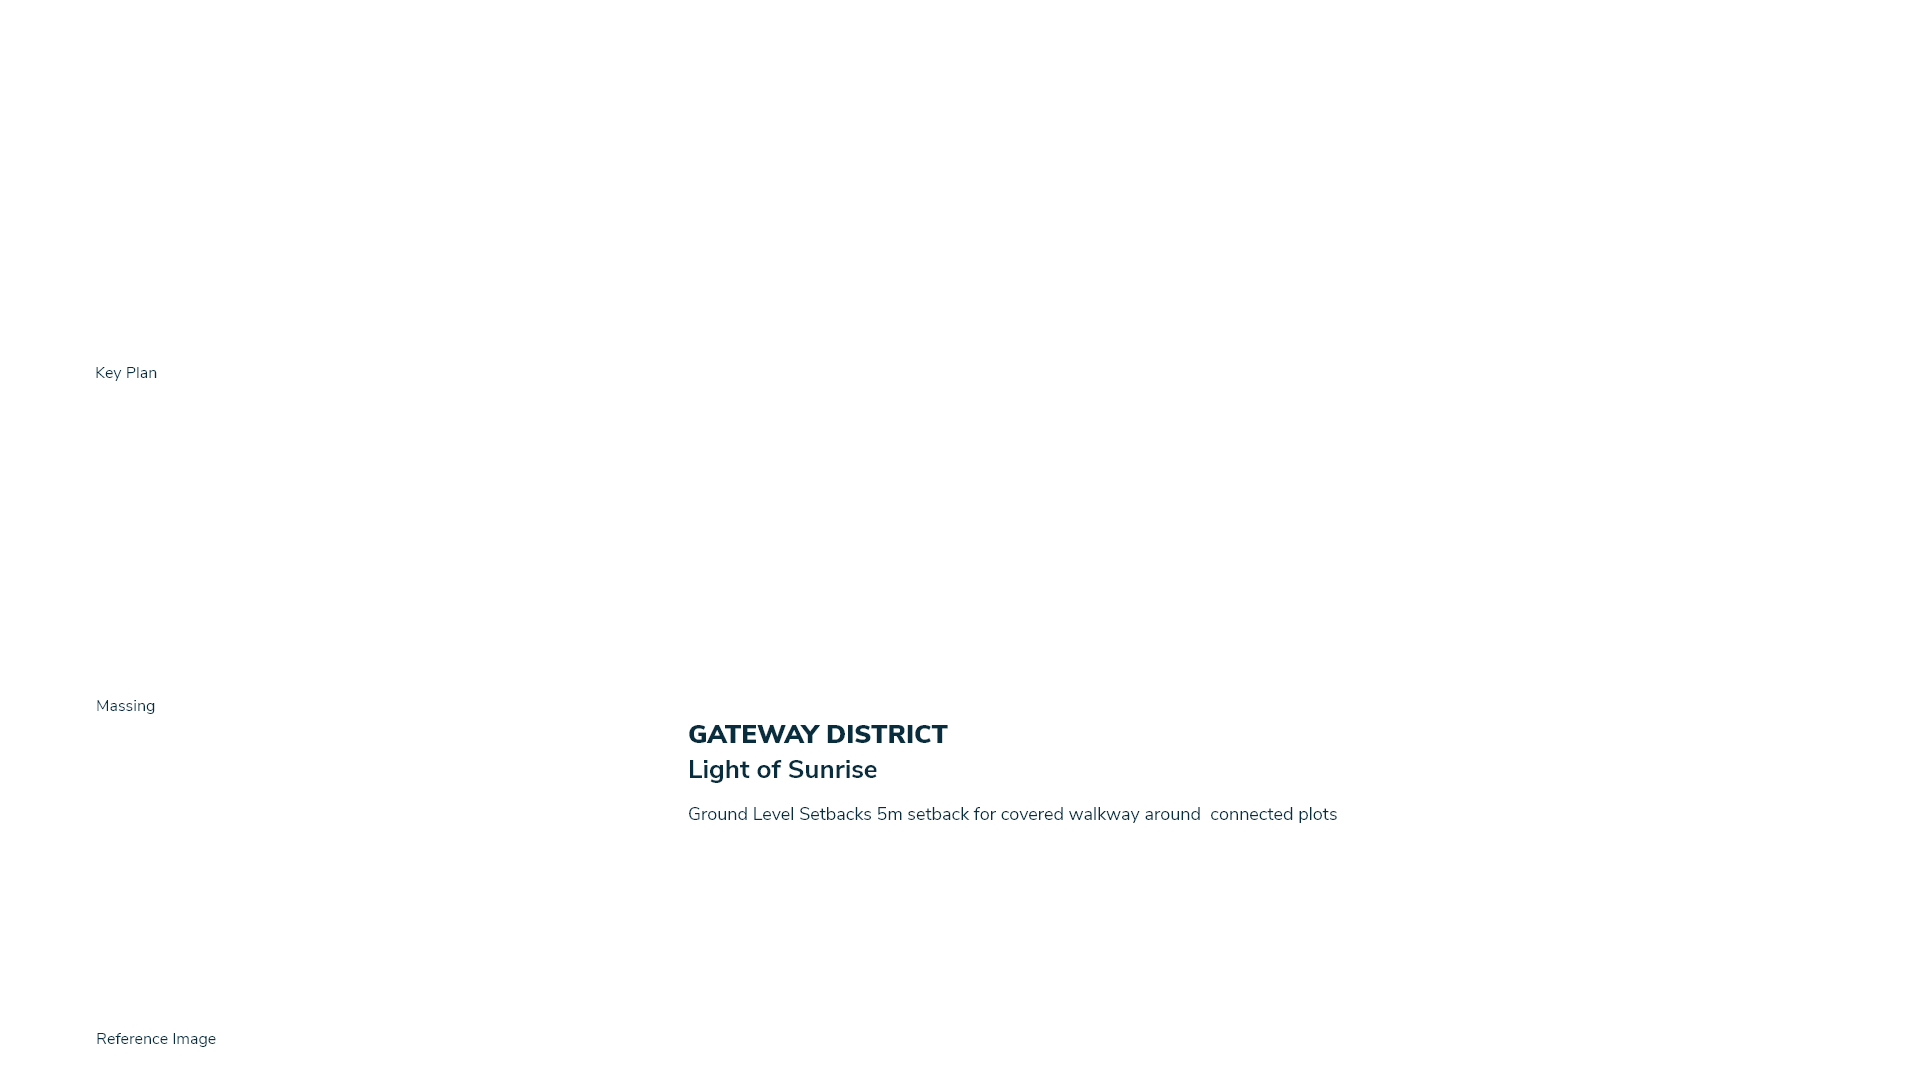 Key Plan
Massing
GATEWAY DISTRICT
Light of Sunrise
Ground Level Setbacks 5m setback for covered walkway around  connected plots
Reference Image